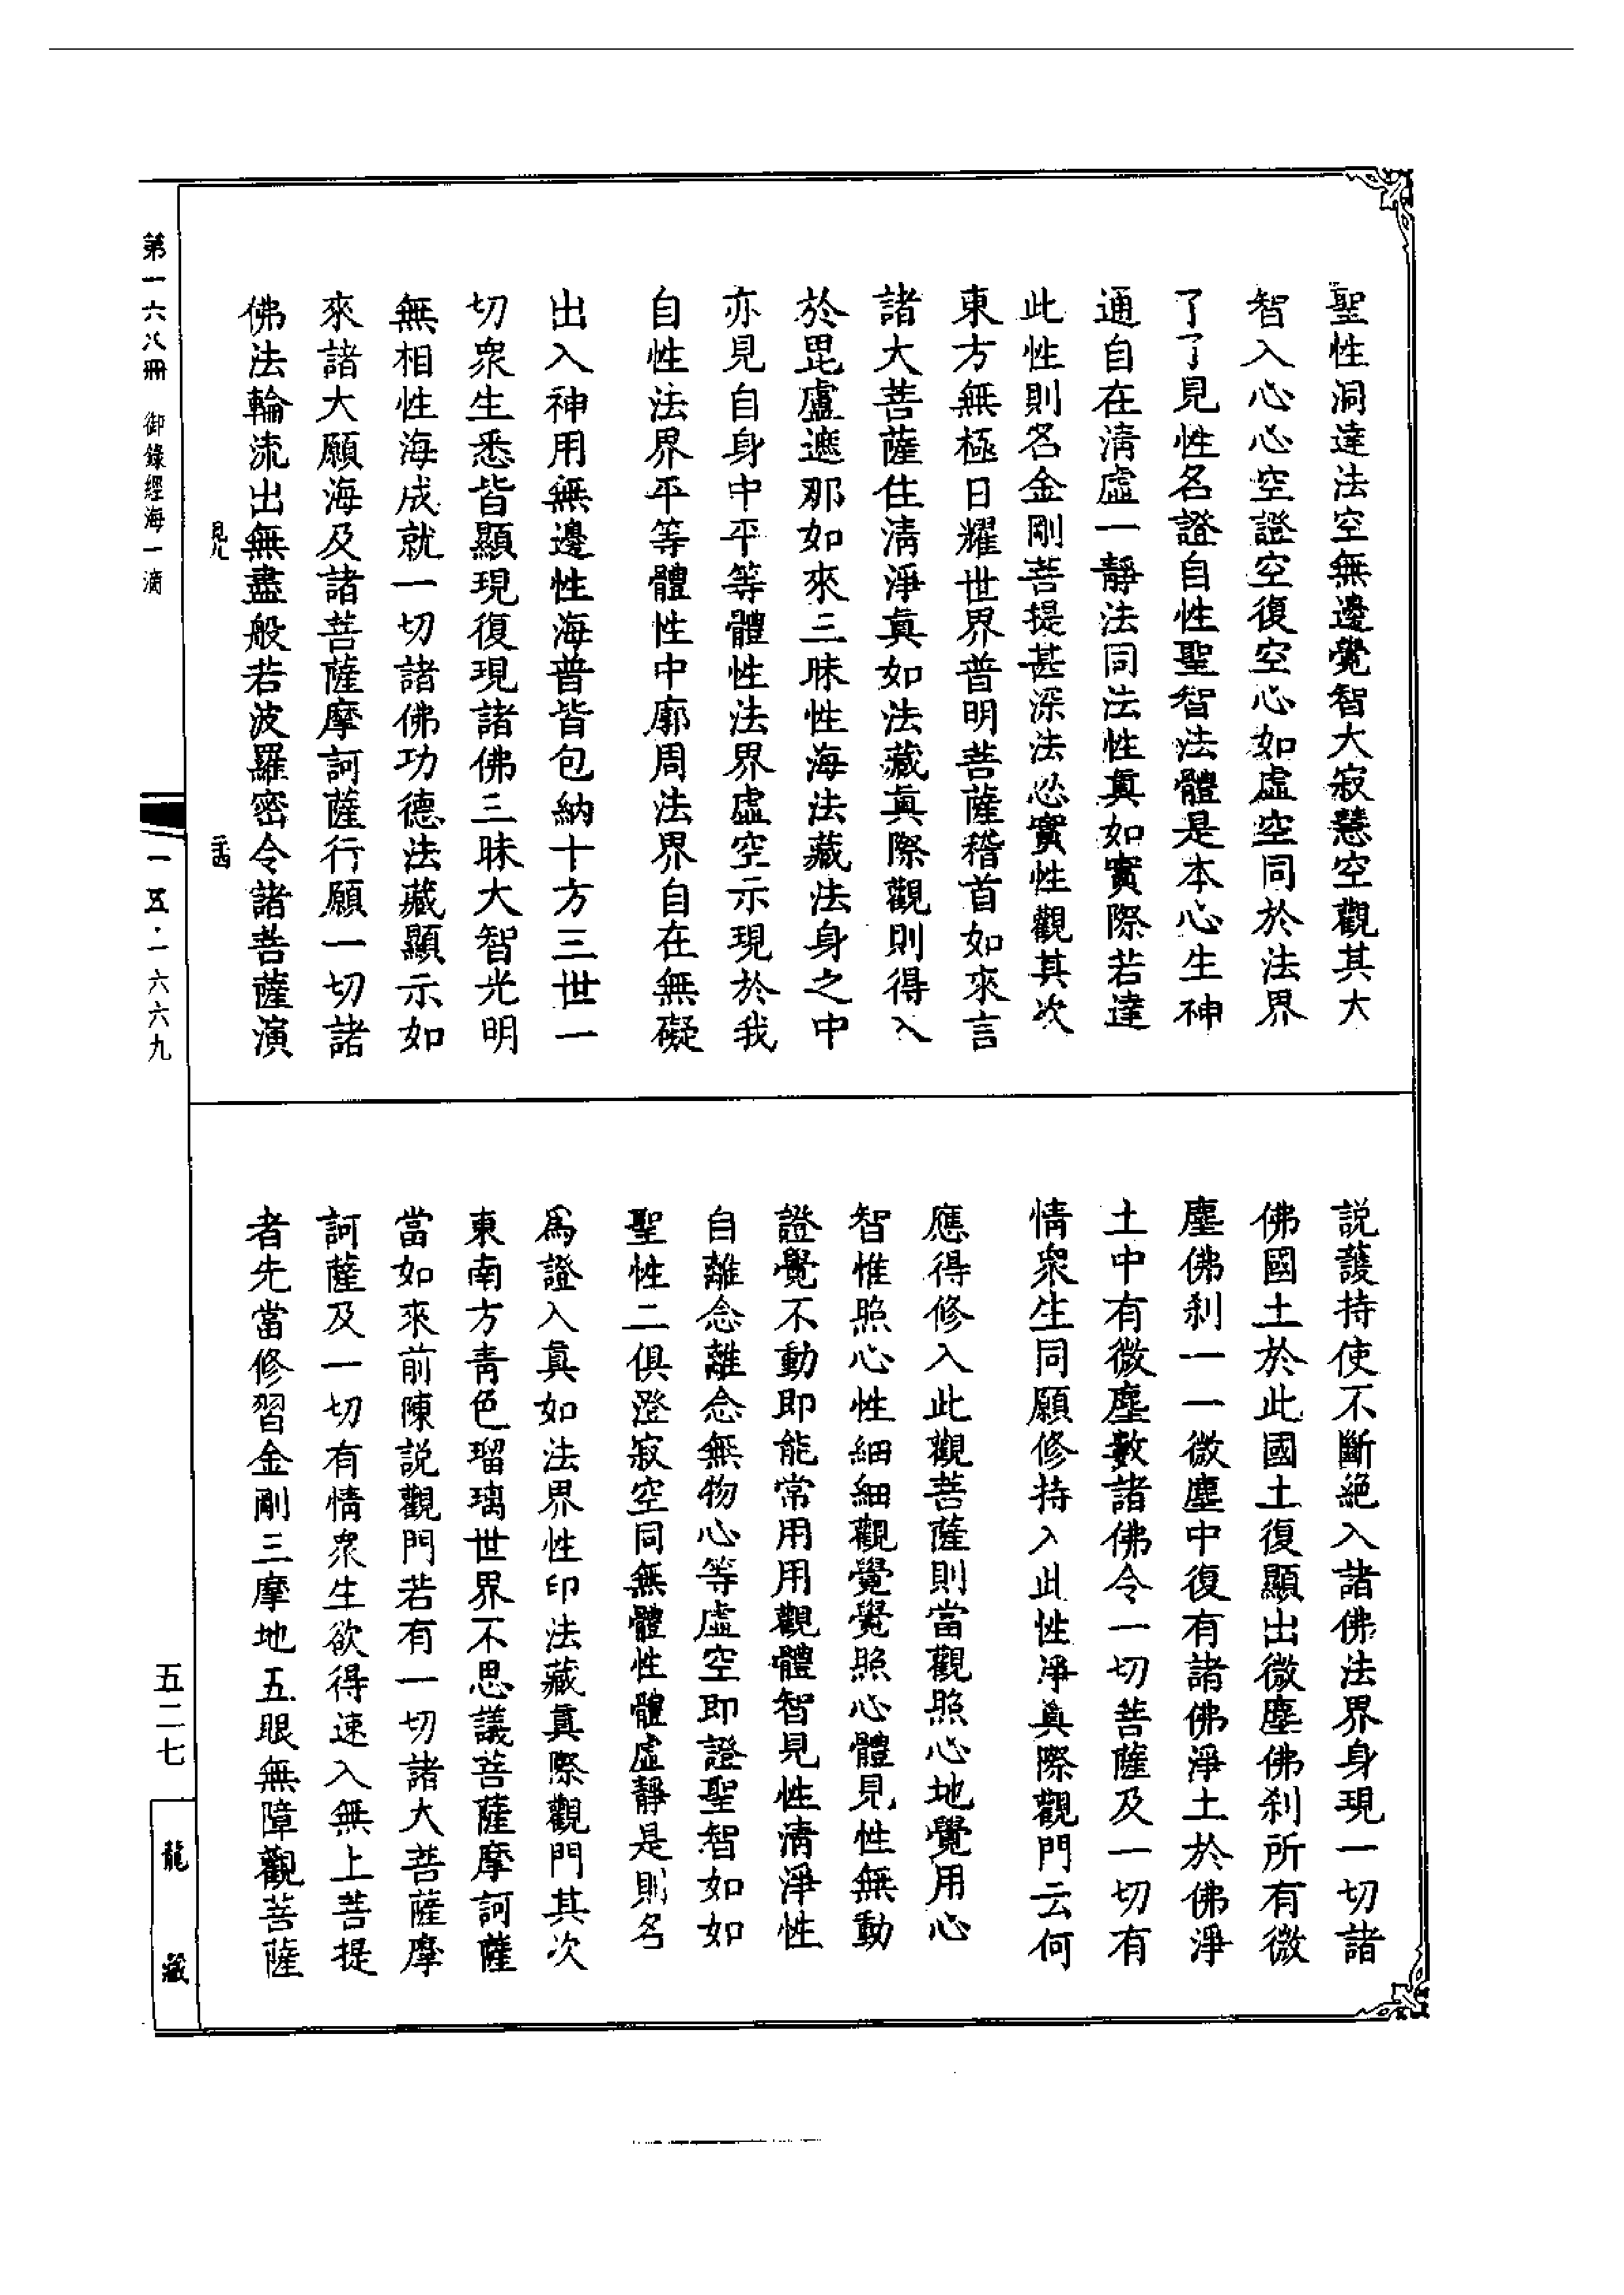 聖性洞達法空無邊覺智大寂慧空觀其大
智入心心空證空復空心如虛空同於法界
了了見性名證自性聖智法體是本心生神
通自在清虛一靜法同法性真如實際若達
此性則名金剛菩提甚深法忍實性觀其次
東方無極日耀世界普明菩薩稽首如來言
諸大菩薩住清淨真如法藏真際觀則得入
於毘盧遮那如來三昧性海法藏法身之中
亦見自身中平等體性法界虛空示現於我
自性法界平等體性中廓周法界自在無礙
出入神用無邊性海普皆包納十方三世一
切眾生悉皆顯現復現諸佛三昧大智光明
無相性海成就一切諸佛功德法藏顯示如
來諸大願海及諸菩薩摩訶薩行願一切諸
佛法輪流出無盡般若波羅密令諸菩薩演
說護持使不斷絕入諸佛法界身現一切諸
佛國土於此國土復顯出微塵佛剎所有微
塵佛剎一一微塵中復有諸佛淨土於佛淨
土中有微塵數諸佛令一切菩薩及一切有
情眾生同願修持入此性淨真際觀門云何
應得修入此觀菩薩則當觀照心地覺用心
智惟照心性細細觀覺覺照心體見性無動
證覺不動即能常用用觀體智見性清淨性
自離念離念無物心等虛空即證聖智如如
聖性二俱澄寂空同無體性體虛靜是則名
為證入真如法界性印法藏真際觀門其次
東南方青色瑠璃世界不思議菩薩摩訶薩
當如來前陳說觀門若有一切諸大菩薩摩
訶薩及一切有情眾生欲得速入無上菩提
者先當修習金剛三摩地五眼無障觀菩薩
第一六八冊 御錄經海一滴
一五·一六六九
五二七
龍藏